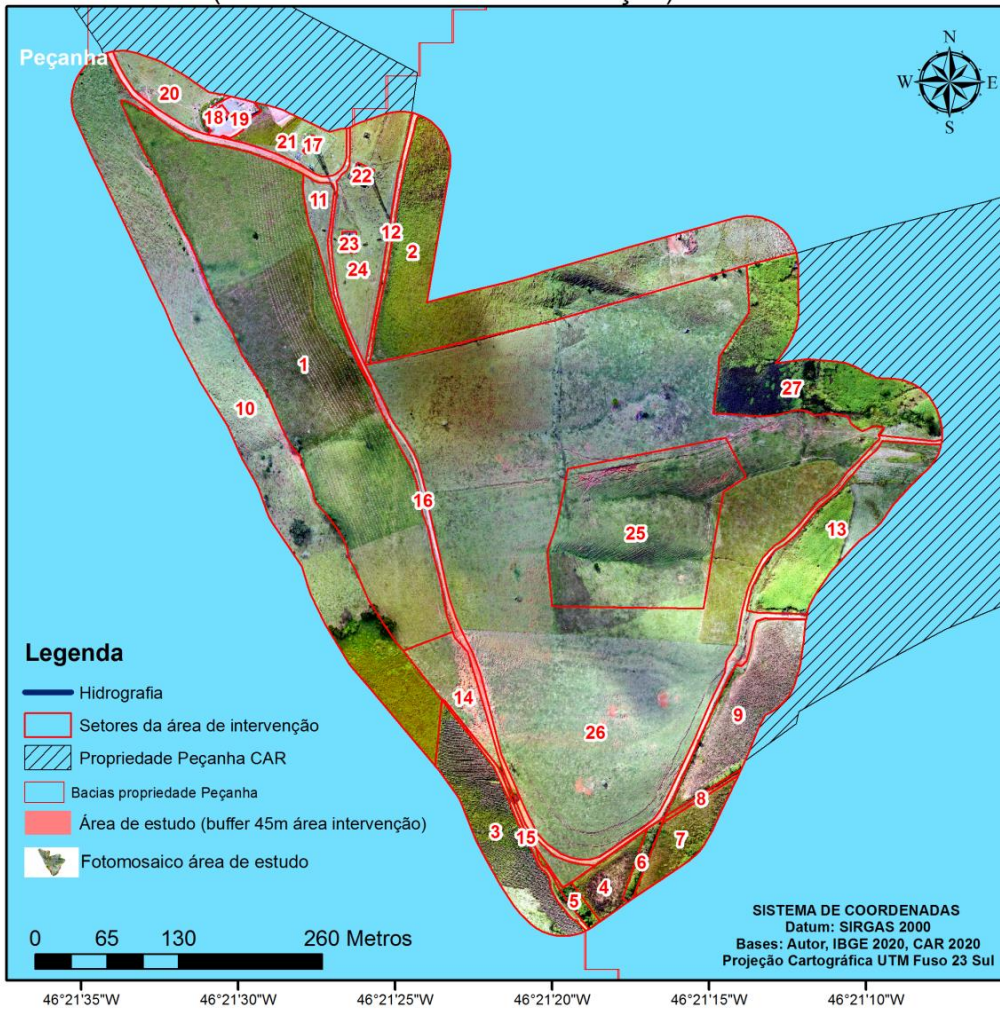 Peçanha
N
W E
S
20
18
19
21
17
22
11
12
23
2
24
1
27
10
16
25
13
14
26
9
8
3
15
7
6
4
5
Legenda
Hidrografia
Setores da área de intervenção
Propriedade Peçanha CAR
Bacias propriedade Peçanha
Área de estudo (buffer 45m área intervenção)
Fotomosaico área de estudo
0 65 130 260 Metros
SISTEMA DE COORDENADAS
Datum: SIRGAS 2000
Bases: Autor, IBGE 2020, CAR 2020
Projeção Cartográfica UTM Fuso 23 Sul
46°21'35"W 46°21'30"W 46°21'25"W 46°21'20"W 46°21'15"W 46°21'10"W